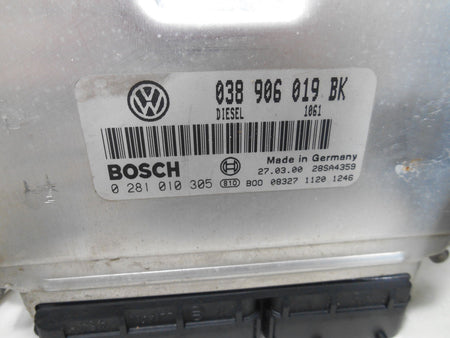 038 906 019 BK
DIESEL 1061
BOSCH Made in Germany
27.03.00 28SA4359
0 281 010 305 810 B00 08327 1120 1246